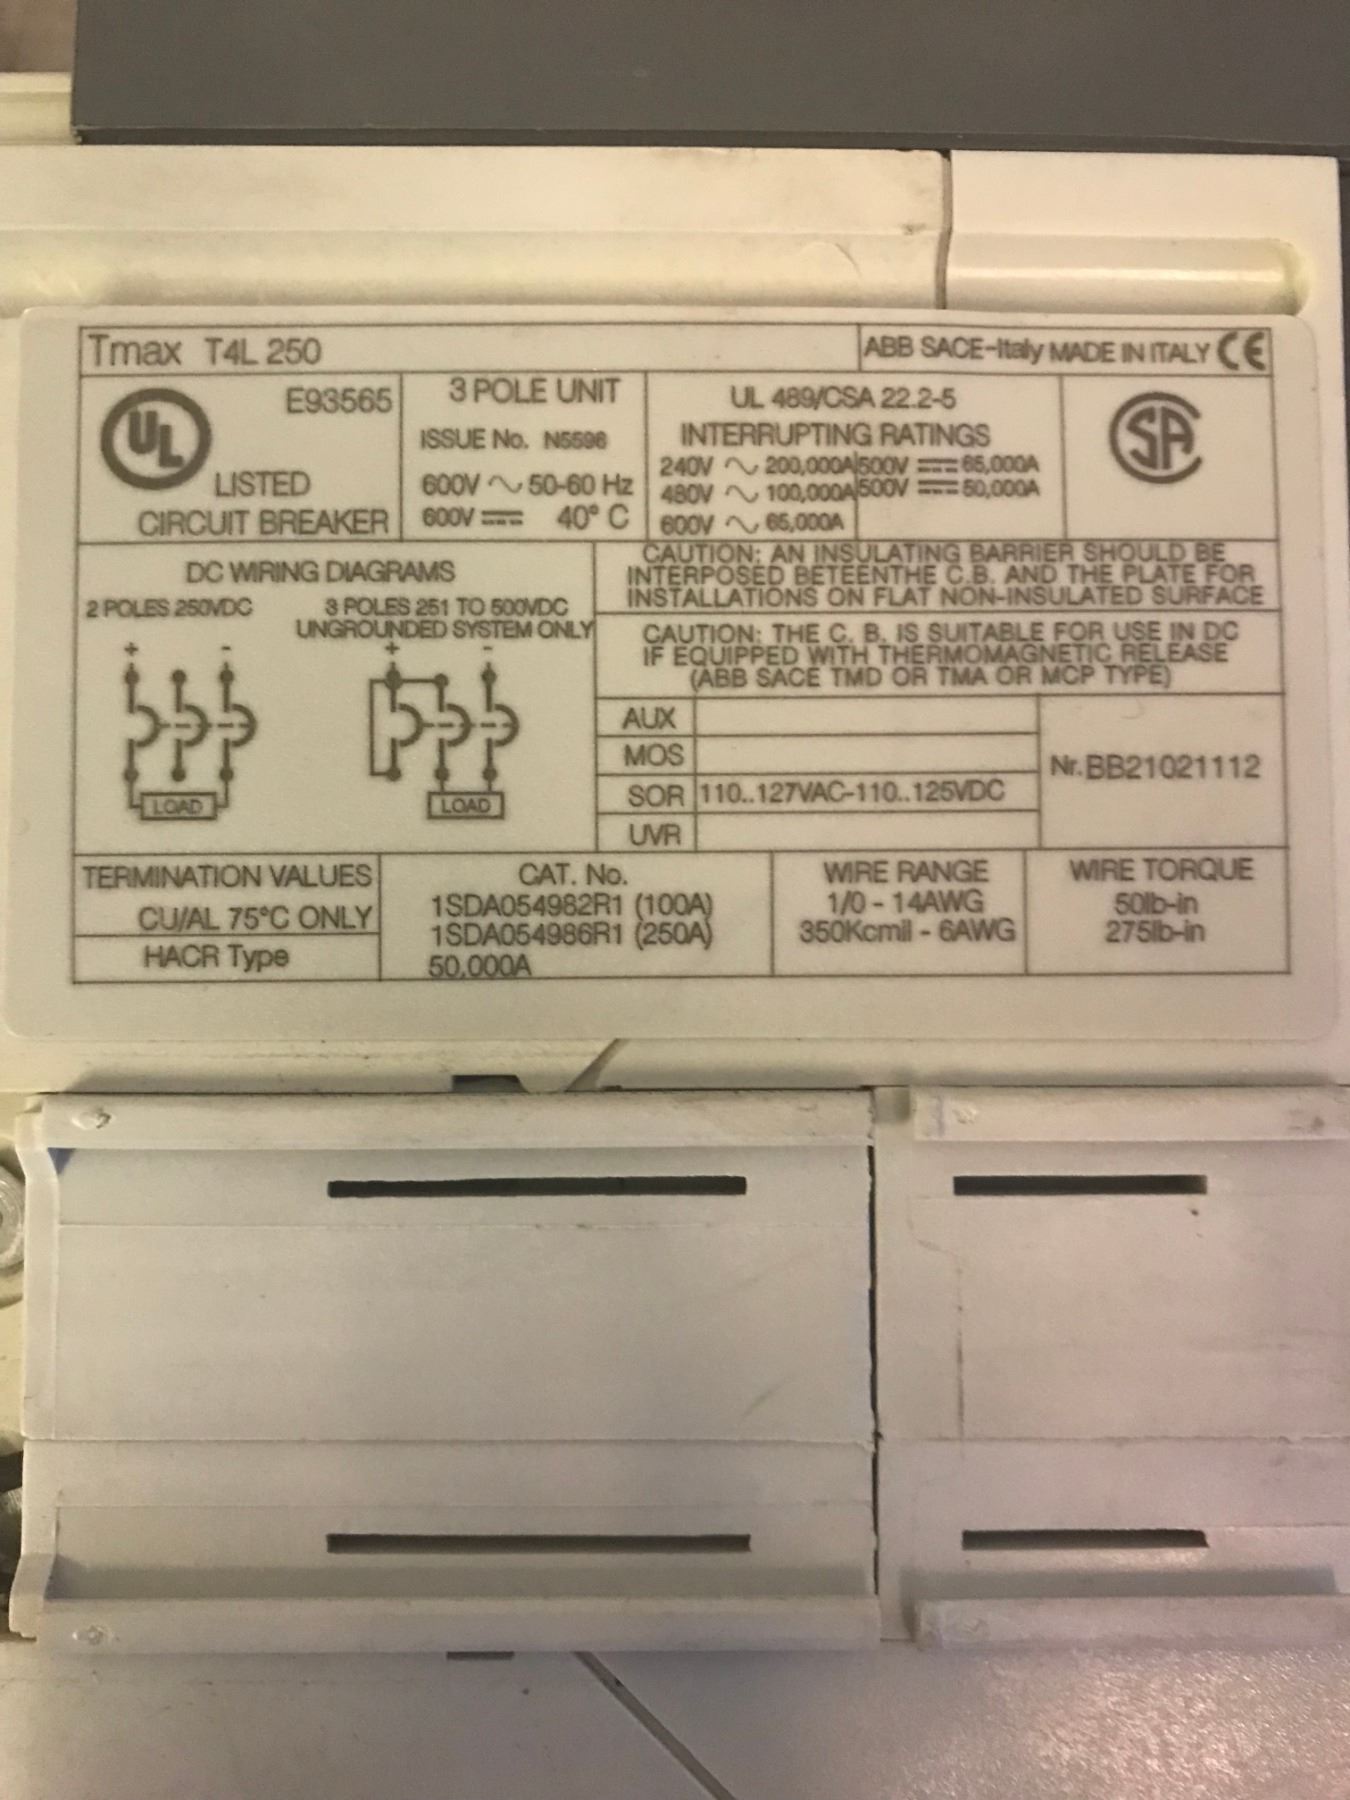 Tmax T4L 250
ABB SACE-Italy MADE IN ITALY CE
UL
E93565
LISTED
CIRCUIT BREAKER
3 POLE UNIT
ISSUE No. N5596
600V ~ 50-60 Hz
600V ⎓ 40° C
UL 489/CSA 22.2-5
INTERRUPTING RATINGS
240V ~ 200,000A 500V ⎓ 65,000A
480V ~ 100,000A 500V ⎓ 50,000A
600V ~ 65,000A
SA
DC WIRING DIAGRAMS
2 POLES 250VDC
3 POLES 251 TO 500VDC
UNGROUNDED SYSTEM ONLY
+ -
+ -
LOAD
LOAD
CAUTION: AN INSULATING BARRIER SHOULD BE
INTERPOSED BETEENTHE C.B. AND THE PLATE FOR
INSTALLATIONS ON FLAT NON-INSULATED SURFACE
CAUTION: THE C. B. IS SUITABLE FOR USE IN DC
IF EQUIPPED WITH THERMOMAGNETIC RELEASE
(ABB SACE TMD OR TMA OR MCP TYPE)
AUX
MOS
SOR 110..127VAC-110..125VDC
UVR
Nr. BB21021112
TERMINATION VALUES
CU/AL 75°C ONLY
HACR Type
CAT. No.
1SDA054982R1 (100A)
1SDA054986R1 (250A)
50,000A
WIRE RANGE
1/0 - 14AWG
350Kcmil - 6AWG
WIRE TORQUE
50lb-in
275lb-in